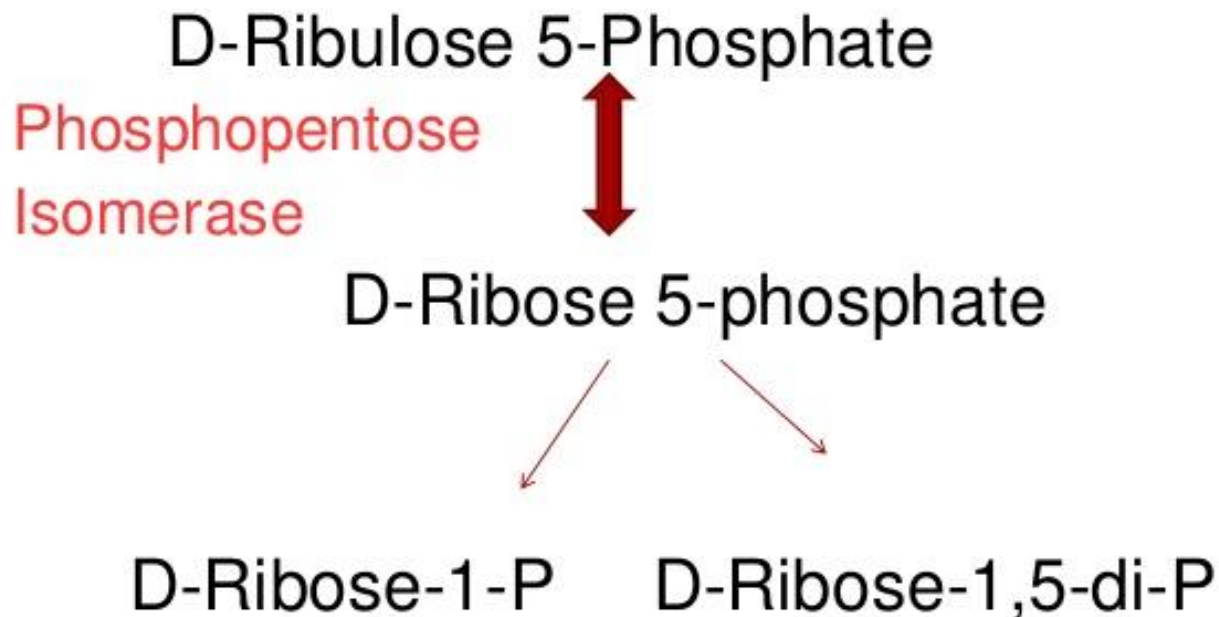 D-Ribulose 5-Phosphate
Phosphopentose
Isomerase
D-Ribose 5-phosphate
D-Ribose-1-P
D-Ribose-1,5-di-P